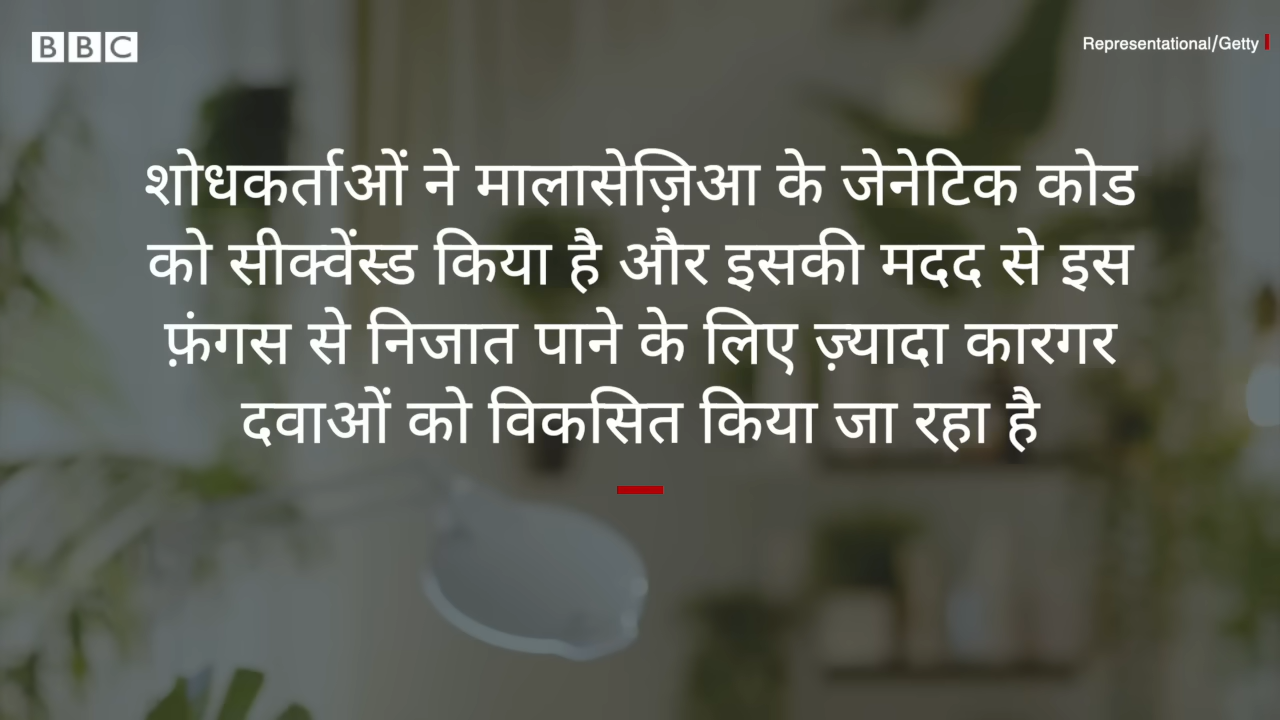 BBC
Representational/Getty
शोधकर्ताओं ने मालासेज़िआ के जेनेटिक कोड
को सीक्वेंस्ड किया है और इसकी मदद से इस
फ़ंगस से निजात पाने के लिए ज़्यादा कारगर
दवाओं को विकसित किया जा रहा है